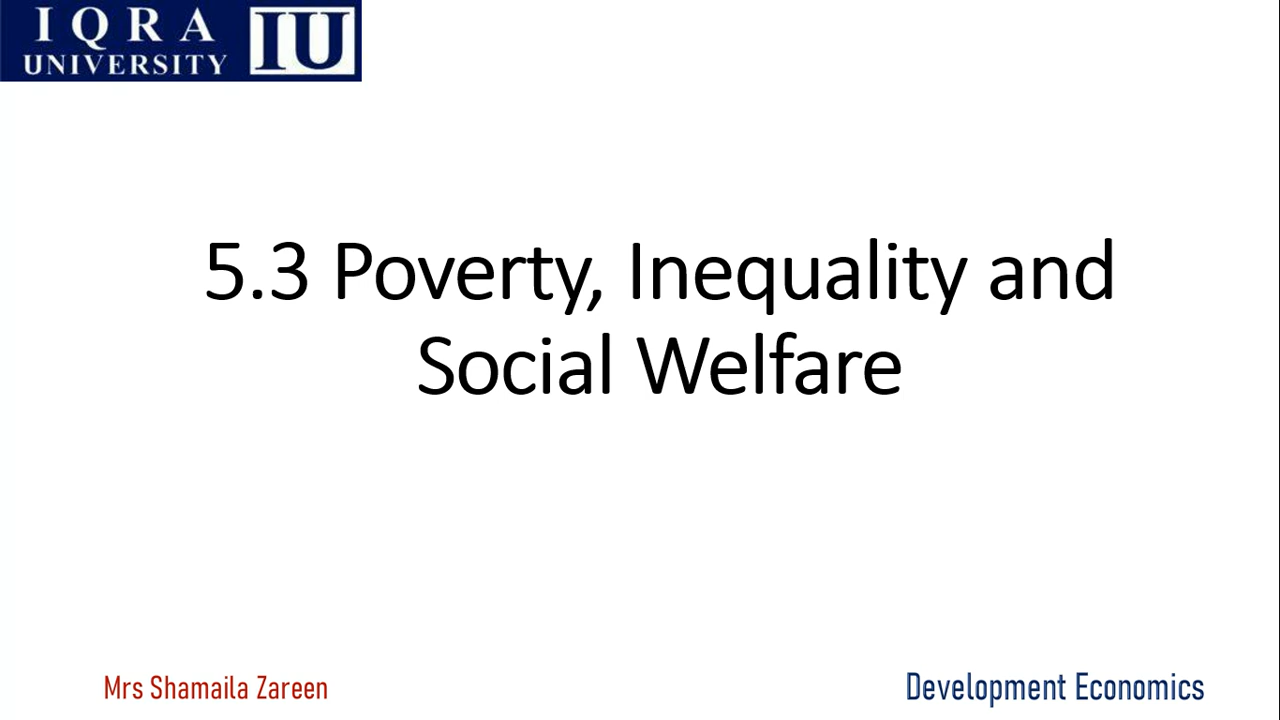 IQRA
UNIVERSITY
IU
5.3 Poverty, Inequality and
Social Welfare
Mrs Shamaila Zareen
Development Economics